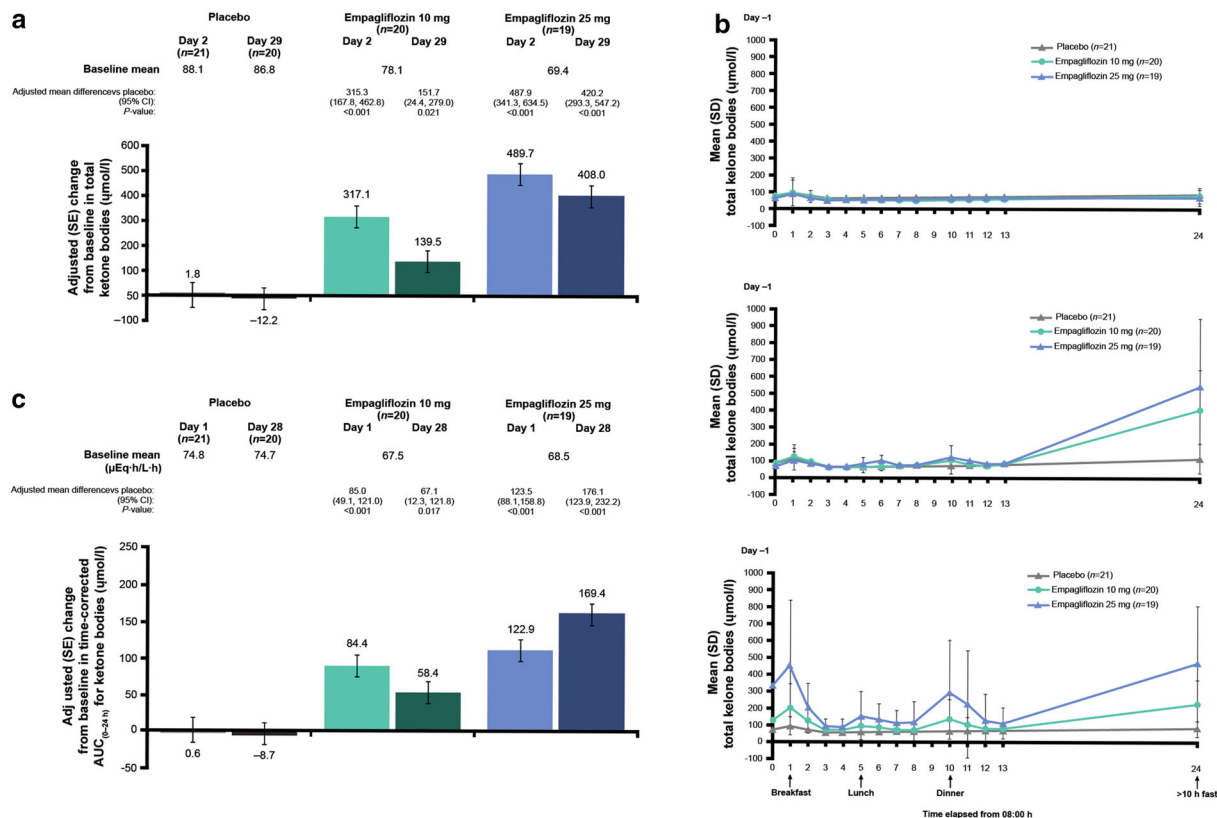 a
Placebo
Empagliflozin 10 mg
(n=20)
Empagliflozin 25 mg
(n=19)
Day 2
(n=21)
Day 29
(n=20)
Day 2
Day 29
Day 2
Day 29
Baseline mean
88.1
86.8
78.1
69.4
Adjusted mean differencevs placebo:
(95% CI):
P-value:
315.3
(167.8, 462.8)
<0.001
151.7
(24.4, 279.0)
0.021
487.9
(341.3, 634.5)
<0.001
420.2
(293.3, 547.2)
<0.001
Adjusted (SE) change
from baseline in total
ketone bodies (ųmol/l)
600
500
400
300
200
100
50
–100
1.8
–12.2
317.1
139.5
489.7
408.0
c
Placebo
Empagliflozin 10 mg
(n=20)
Empagliflozin 25 mg
(n=19)
Day 1
(n=21)
Day 28
(n=20)
Day 1
Day 28
Day 1
Day 28
Baseline mean
(µEq·h/L·h)
74.8
74.7
67.5
68.5
Adjusted mean differencevs placebo:
(95% CI):
P-value:
85.0
(49.1, 121.0)
<0.001
67.1
(12.3, 121.8)
0.017
123.5
(88.1,158.8)
<0.001
176.1
(123.9, 232.2)
<0.001
Adj usted (SE) change
from baseline in time-corrected
AUC(0–24 h) for ketone bodies (ųmol/l)
250
200
150
100
50
0
-50
0.6
-8.7
84.4
58.4
122.9
169.4
b
Day –1
Placebo (n=21)
Empagliflozin 10 mg (n=20)
Empagliflozin 25 mg (n=19)
Mean (SD)
total kelone bodies (ųmol/l)
1000
900
800
700
600
500
400
300
200
100
0
-100
0 1 2 3 4 5 6 7 8 9 10 11 12 13 24
Day –1
Placebo (n=21)
Empagliflozin 10 mg (n=20)
Empagliflozin 25 mg (n=19)
Mean (SD)
total kelone bodies (ųmol/l)
1000
900
800
700
600
500
400
300
200
100
0
-100
0 1 2 3 4 5 6 7 8 9 10 11 12 13 24
Day –1
Placebo (n=21)
Empagliflozin 10 mg (n=20)
Empagliflozin 25 mg (n=19)
Mean (SD)
total kelone bodies (ųmol/l)
1000
900
800
700
600
500
400
300
200
100
0
-100
0 1 2 3 4 5 6 7 8 9 10 11 12 13 24
Breakfast
Lunch
Dinner
>10 h fast
Time elapsed from 08:00 h